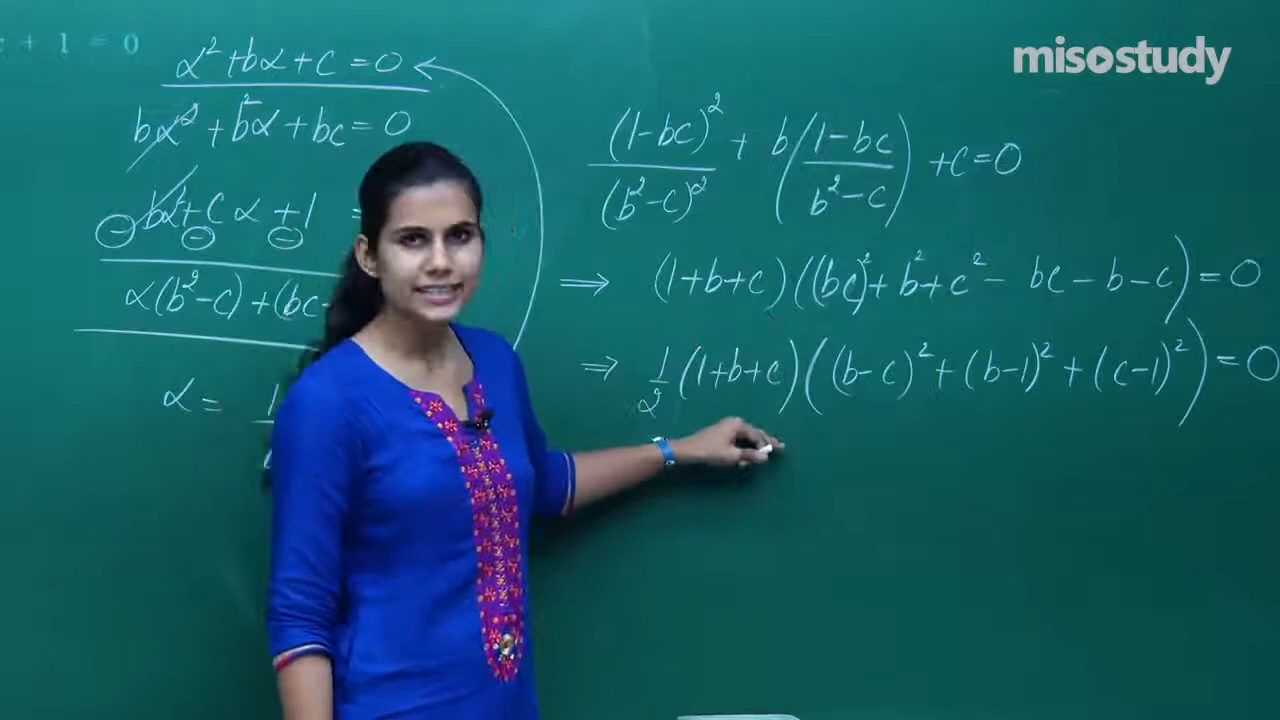 + 1 = 0
misostudy
α² + bα + c = 0
bα² + b²α + bc = 0
bα² + cα + 1 =
⊖ ⊖ ⊖
α(b² - c) + (bc -
α =
(1-bc)²/(b²-c)² + b((1-bc)/(b²-c)) + c = 0
⇒ (1+b+c)((bc)² + b² + c² - bc - b - c) = 0
⇒ 1/2 (1+b+c)((b-c)² + (b-1)² + (c-1)²) = 0